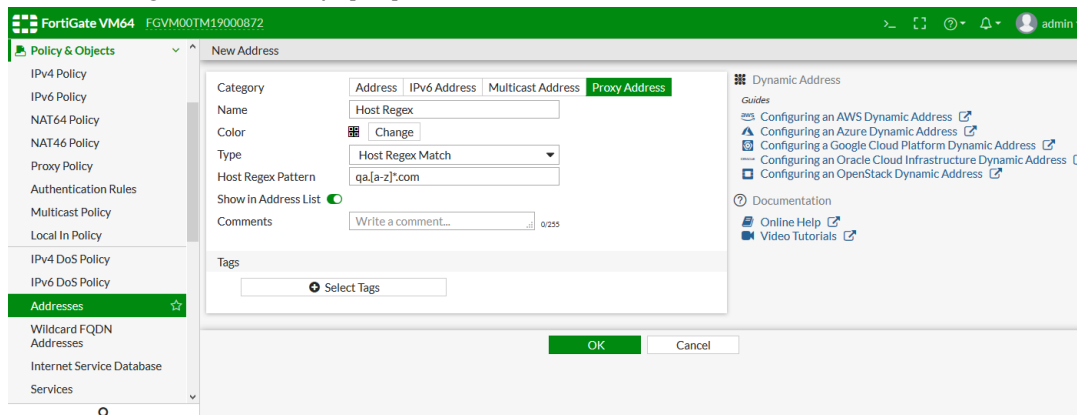 FortiGate VM64 FGVM00TM19000872
>_ admin
Policy & Objects
IPv4 Policy
IPv6 Policy
NAT64 Policy
NAT46 Policy
Proxy Policy
Authentication Rules
Multicast Policy
Local In Policy
IPv4 DoS Policy
IPv6 DoS Policy
Addresses
Wildcard FQDN
Addresses
Internet Service Database
Services
New Address
Category Address IPv6 Address Multicast Address Proxy Address
Name Host Regex
Color Change
Type Host Regex Match
Host Regex Pattern qa.[a-z]*.com
Show in Address List
Comments Write a comment... 0/255
Tags
Select Tags
OK Cancel
Dynamic Address
Guides
aws Configuring an AWS Dynamic Address
Configuring an Azure Dynamic Address
Configuring a Google Cloud Platform Dynamic Address
Configuring an Oracle Cloud Infrastructure Dynamic Address
Configuring an OpenStack Dynamic Address
Documentation
Online Help
Video Tutorials